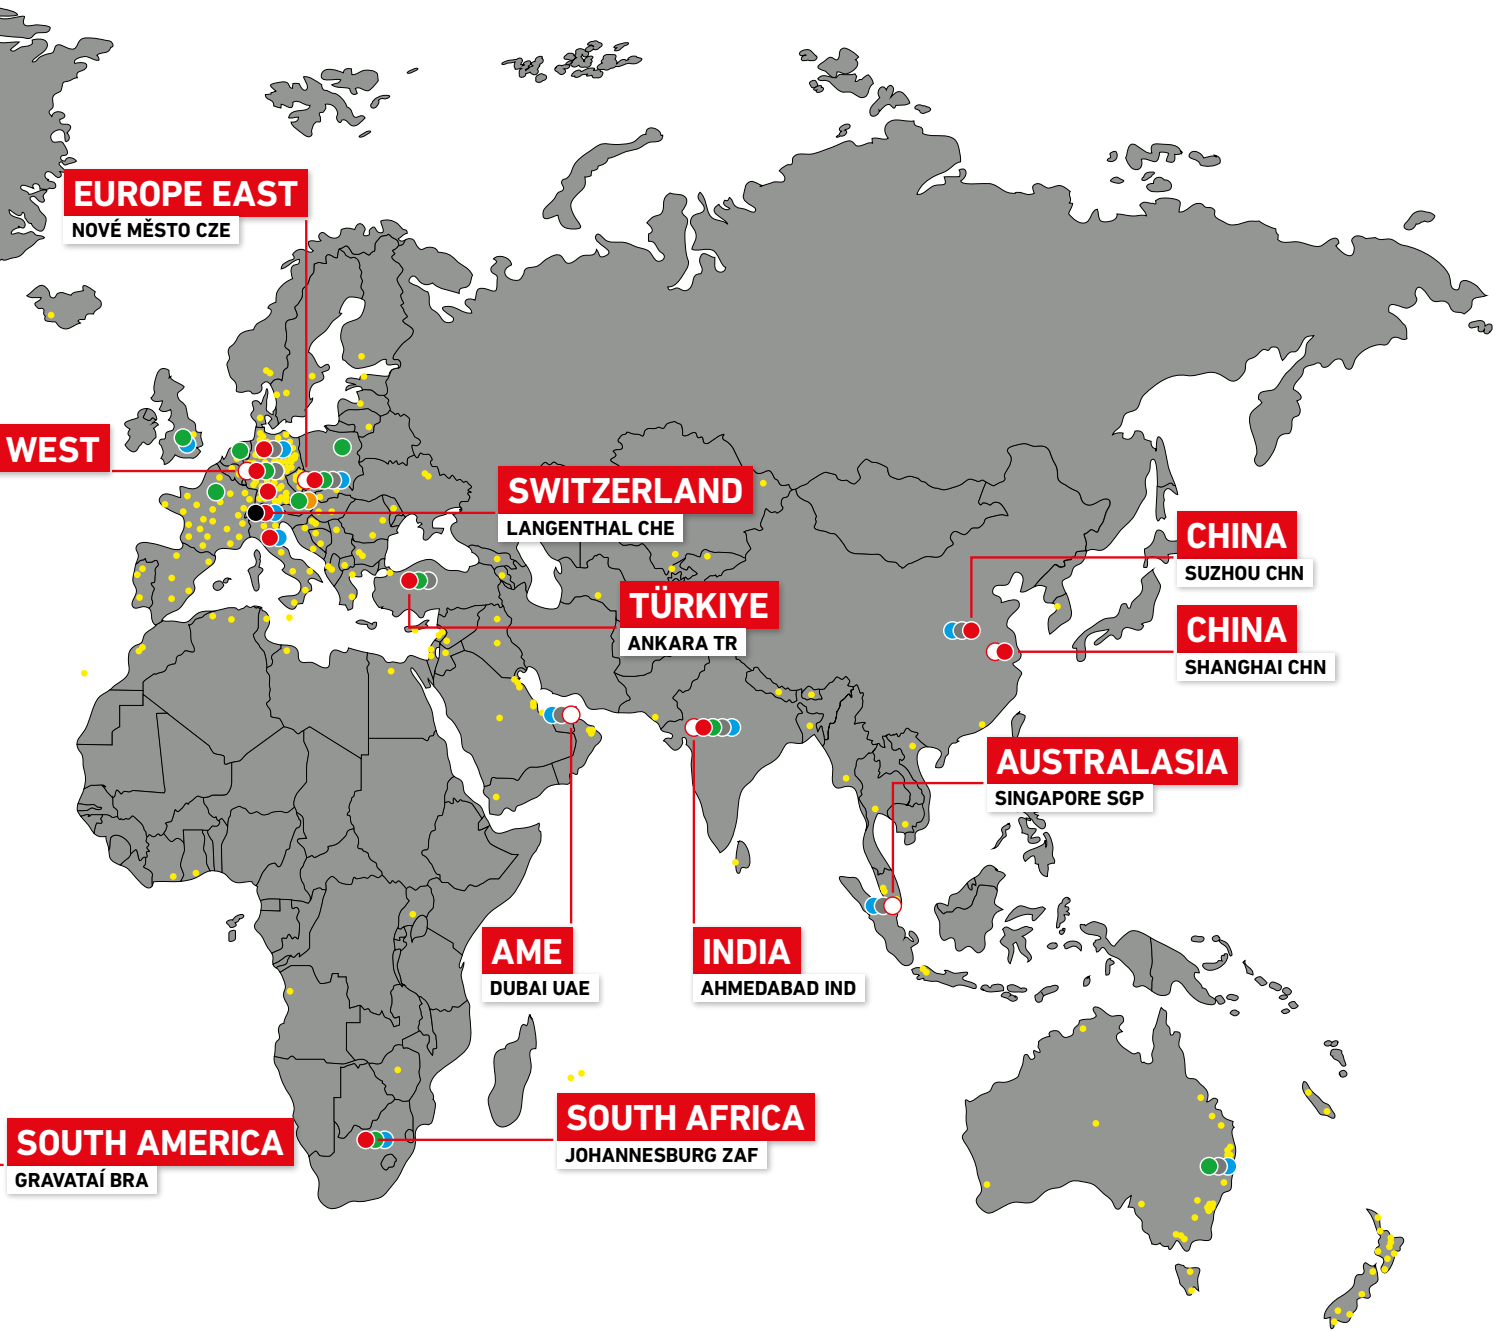 EUROPE EAST
NOVÉ MĚSTO CZE
WEST
SWITZERLAND
LANGENTHAL CHE
CHINA
SUZHOU CHN
TÜRKIYE
ANKARA TR
CHINA
SHANGHAI CHN
AUSTRALASIA
SINGAPORE SGP
AME
DUBAI UAE
INDIA
AHMEDABAD IND
SOUTH AFRICA
JOHANNESBURG ZAF
SOUTH AMERICA
GRAVATAÍ BRA